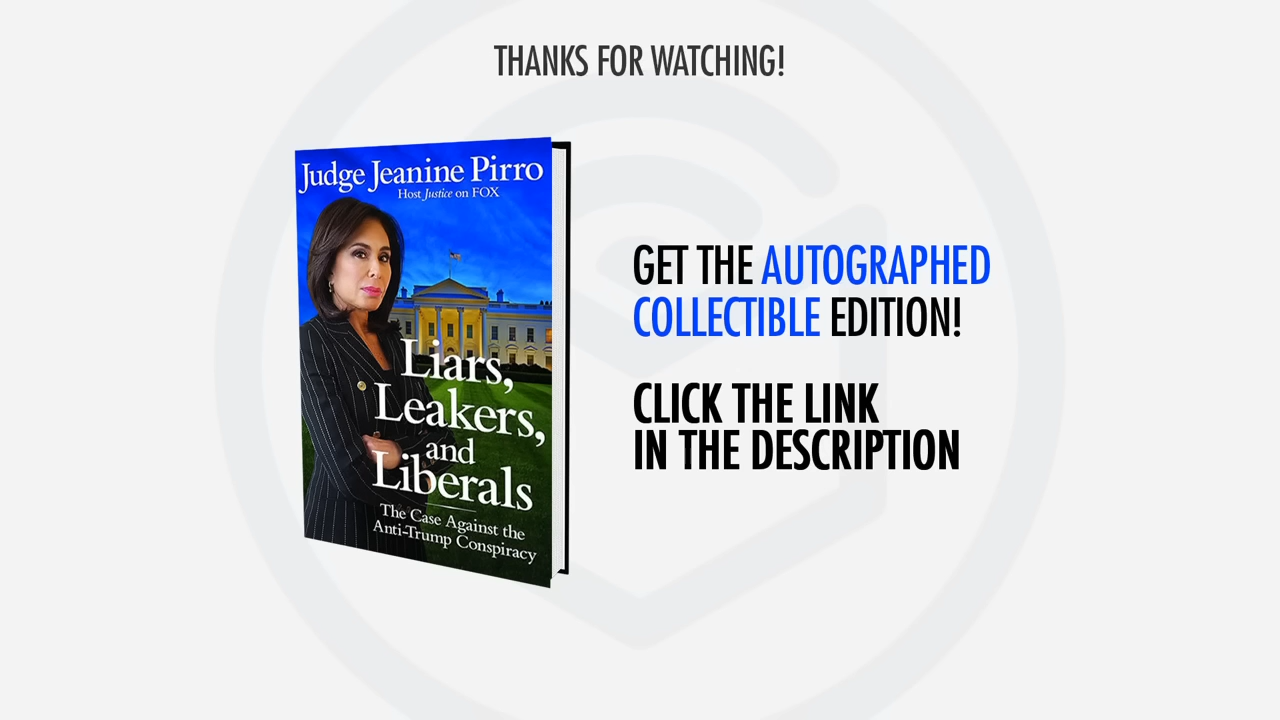 THANKS FOR WATCHING!
Judge Jeanine Pirro
Host Justice on FOX
Liars,
Leakers,
and
Liberals
The Case Against the
Anti-Trump Conspiracy
GET THE AUTOGRAPHED
COLLECTIBLE EDITION!
CLICK THE LINK
IN THE DESCRIPTION